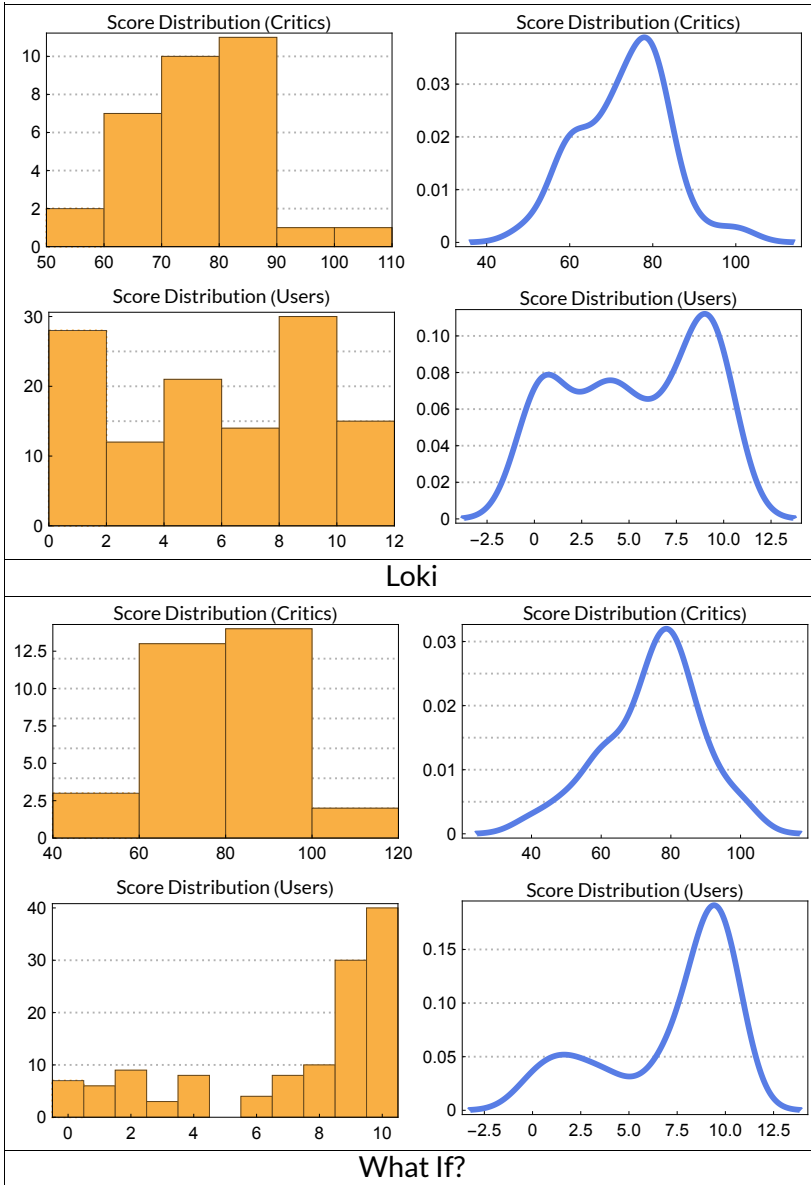 Score Distribution (Critics)
10
8
6
4
2
0
50 60 70 80 90 100 110
Score Distribution (Critics)
0.03
0.02
0.01
0
40 60 80 100
Score Distribution (Users)
30
20
10
0
0 2 4 6 8 10 12
Score Distribution (Users)
0.10
0.08
0.06
0.04
0.02
0
−2.5 0 2.5 5.0 7.5 10.0 12.5
Loki
Score Distribution (Critics)
12.5
10.0
7.5
5.0
2.5
0
40 60 80 100 120
Score Distribution (Critics)
0.03
0.02
0.01
0
40 60 80 100
Score Distribution (Users)
40
30
20
10
0
0 2 4 6 8 10
Score Distribution (Users)
0.15
0.10
0.05
0
−2.5 0 2.5 5.0 7.5 10.0 12.5
What If?